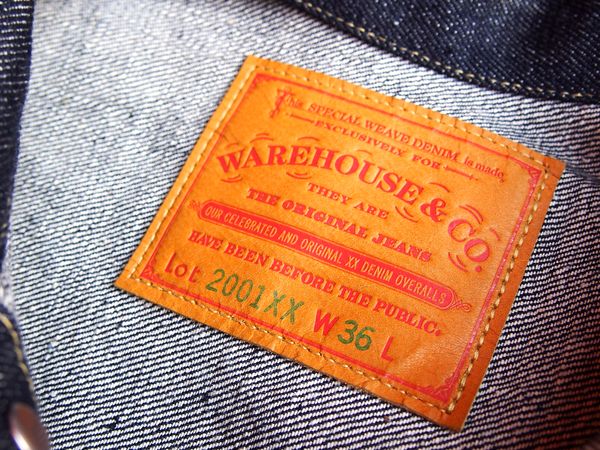 This SPECIAL WEAVE DENIM is made
EXCLUSIVELY FOR
WAREHOUSE & CO.
THEY ARE
THE ORIGINAL JEANS
OUR CELEBRATED AND ORIGINAL XX DENIM OVERALLS
HAVE BEEN BEFORE THE PUBLIC.
Lot 2001XX W 36 L